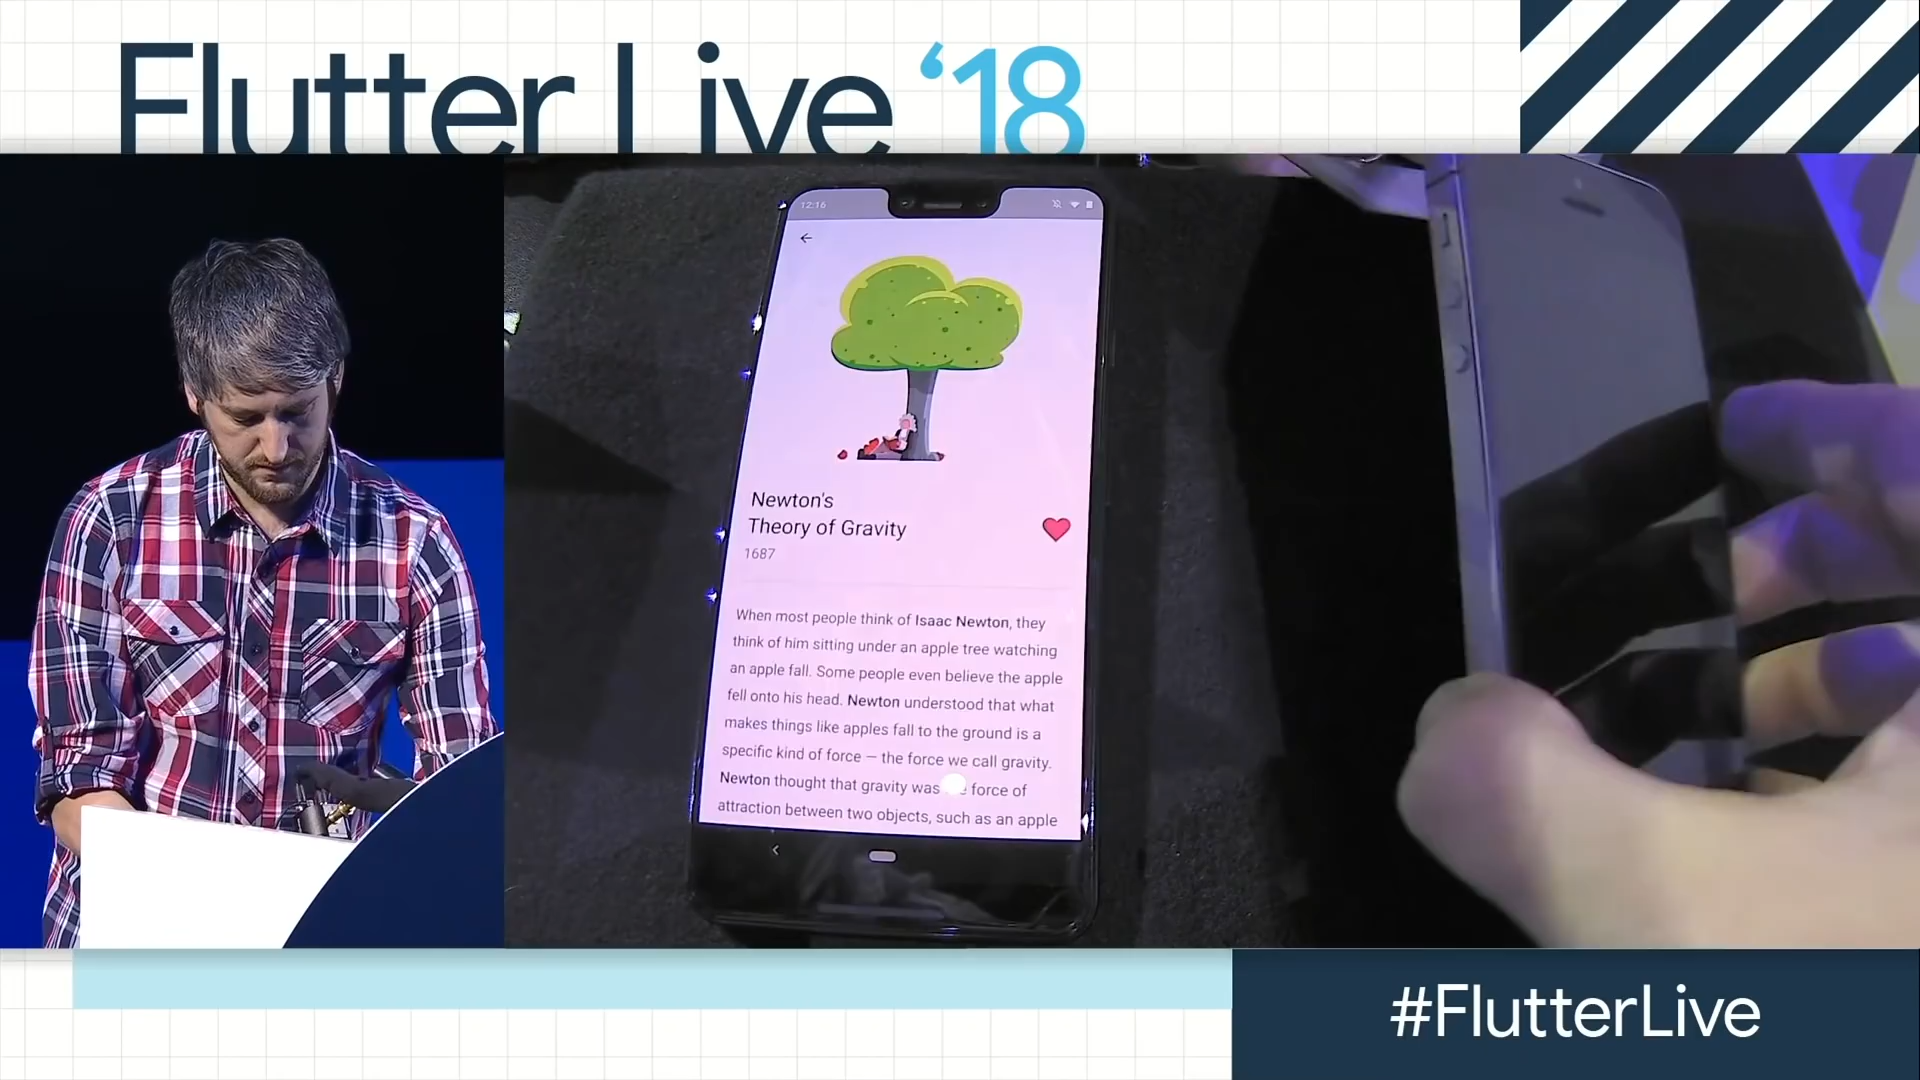 Flutter Live ‘18
12:16
Newton's
Theory of Gravity
1687
When most people think of Isaac Newton, they
think of him sitting under an apple tree watching
an apple fall. Some people even believe the apple
fell onto his head. Newton understood that what
makes things like apples fall to the ground is a
specific kind of force — the force we call gravity.
Newton thought that gravity was force of
attraction between two objects, such as an apple
#FlutterLive